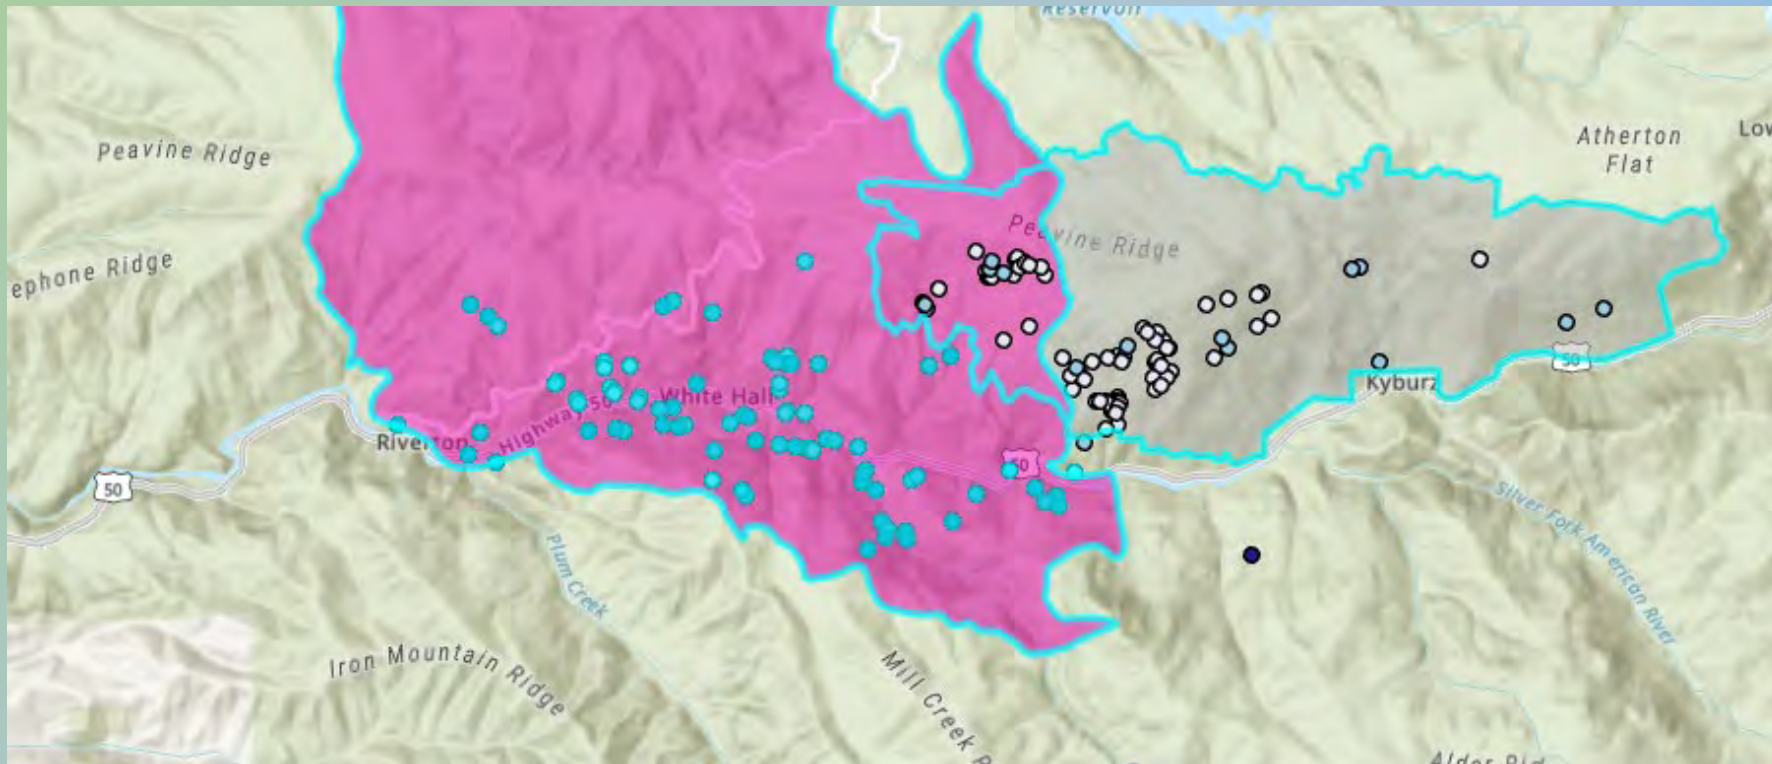 Reservoir
Peavine Ridge
Atherton
Flat
Low
Peavine Ridge
ephone Ridge
50
Kyburz
White Hall
Highway 50
Riverton
50
50
Silver Fork American River
Plum Creek
Iron Mountain Ridge
Mill Creek
Alder Rid